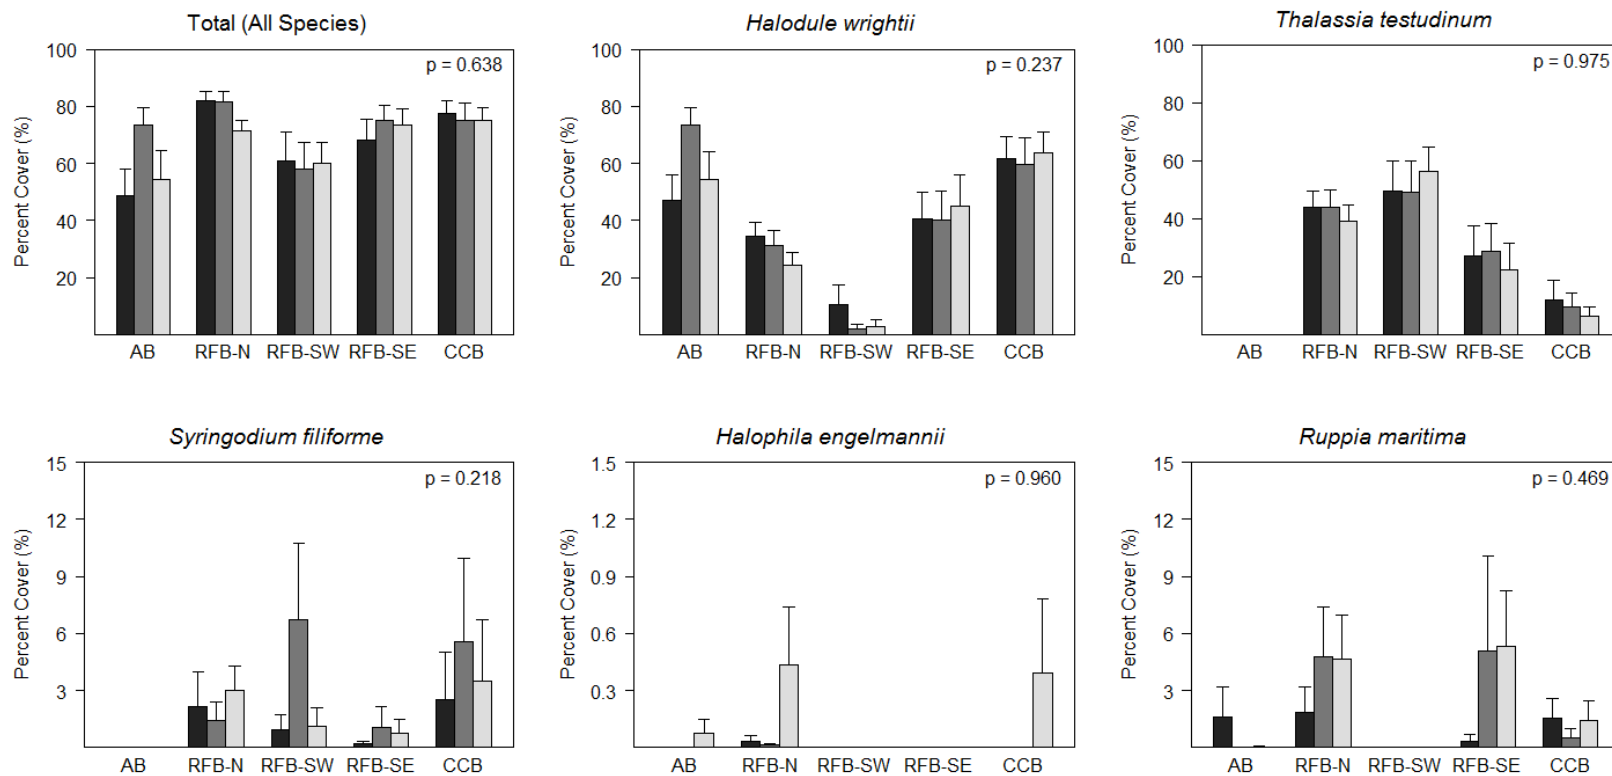 Total (All Species)
p = 0.638
Percent Cover (%)
100
80
60
40
20
AB RFB-N RFB-SW RFB-SE CCB
Halodule wrightii
p = 0.237
Percent Cover (%)
100
80
60
40
20
AB RFB-N RFB-SW RFB-SE CCB
Thalassia testudinum
p = 0.975
Percent Cover (%)
100
80
60
40
20
AB RFB-N RFB-SW RFB-SE CCB
Syringodium filiforme
p = 0.218
Percent Cover (%)
15
12
9
6
3
AB RFB-N RFB-SW RFB-SE CCB
Halophila engelmannii
p = 0.960
Percent Cover (%)
1.5
1.2
0.9
0.6
0.3
AB RFB-N RFB-SW RFB-SE CCB
Ruppia maritima
p = 0.469
Percent Cover (%)
15
12
9
6
3
AB RFB-N RFB-SW RFB-SE CCB